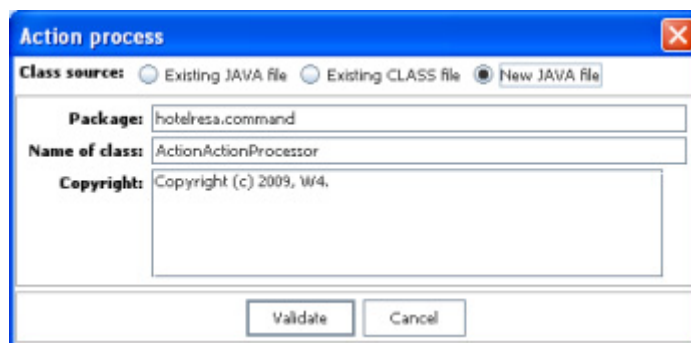 Action process
Class source: Existing JAVA file Existing CLASS file New JAVA file
Package: hotelresa.command
Name of class: ActionActionProcessor
Copyright: Copyright (c) 2009, W4.
Validate Cancel